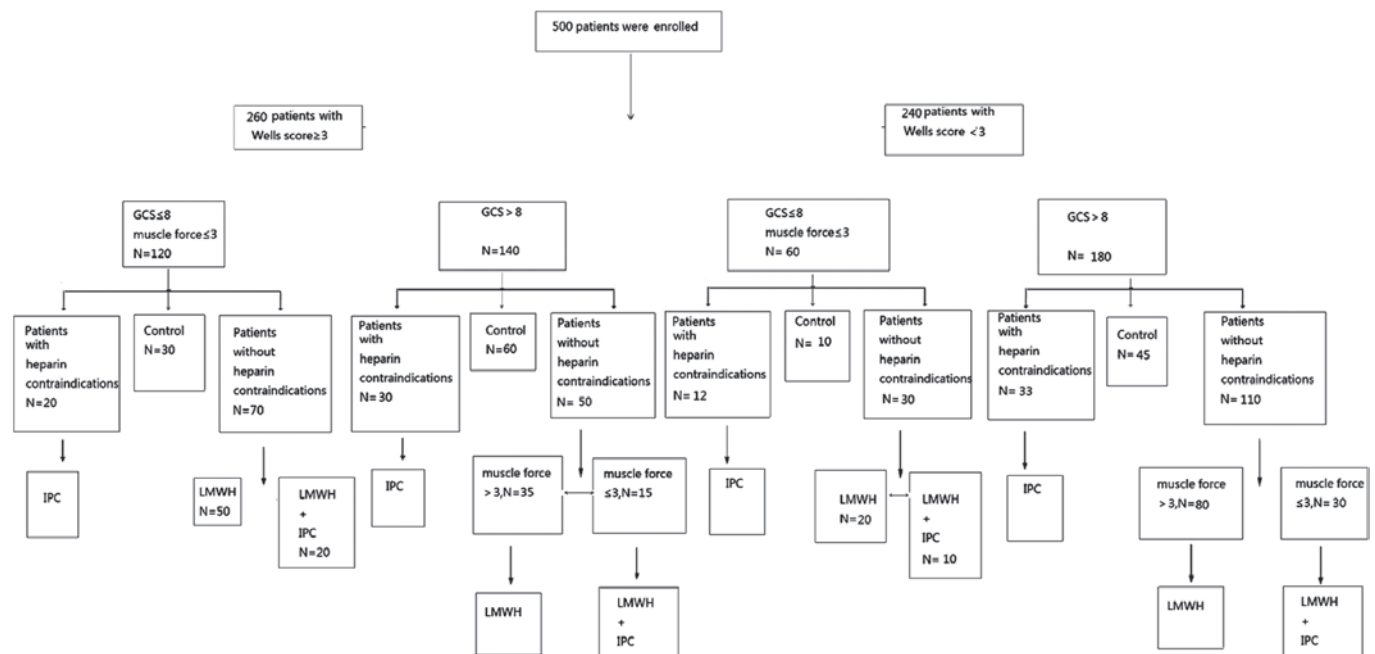 500 patients were enrolled
260 patients with
Wells score≥3
240 patients with
Wells score <3
GCS≤8
muscle force≤3
N=120
GCS> 8
N=140
GCS≤8
muscle force≤3
N= 60
GCS> 8
N= 180
Patients
with
heparin
contraindications
N=20
Control
N=30
Patients
without
heparin
contraindications
N=70
Patients
with
heparin
contraindications
N= 30
Control
N=60
Patients
without
heparin
contraindications
N= 50
Patients
with
heparin
contraindications
N= 12
Control
N= 10
Patients
without
heparin
contraindications
N= 30
Patients
with
heparin
contraindications
N= 33
Control
N= 45
Patients
without
heparin
contraindications
N= 110
IPC
LMWH
N=50
LMWH
+
IPC
N=20
IPC
muscle force
>3,N=35
muscle force
≤3,N=15
LMWH
LMWH
+
IPC
IPC
LMWH
N=20
LMWH
+
IPC
N= 10
IPC
muscle force
>3,N=80
muscle force
≤3,N= 30
LMWH
LMWH
+
IPC